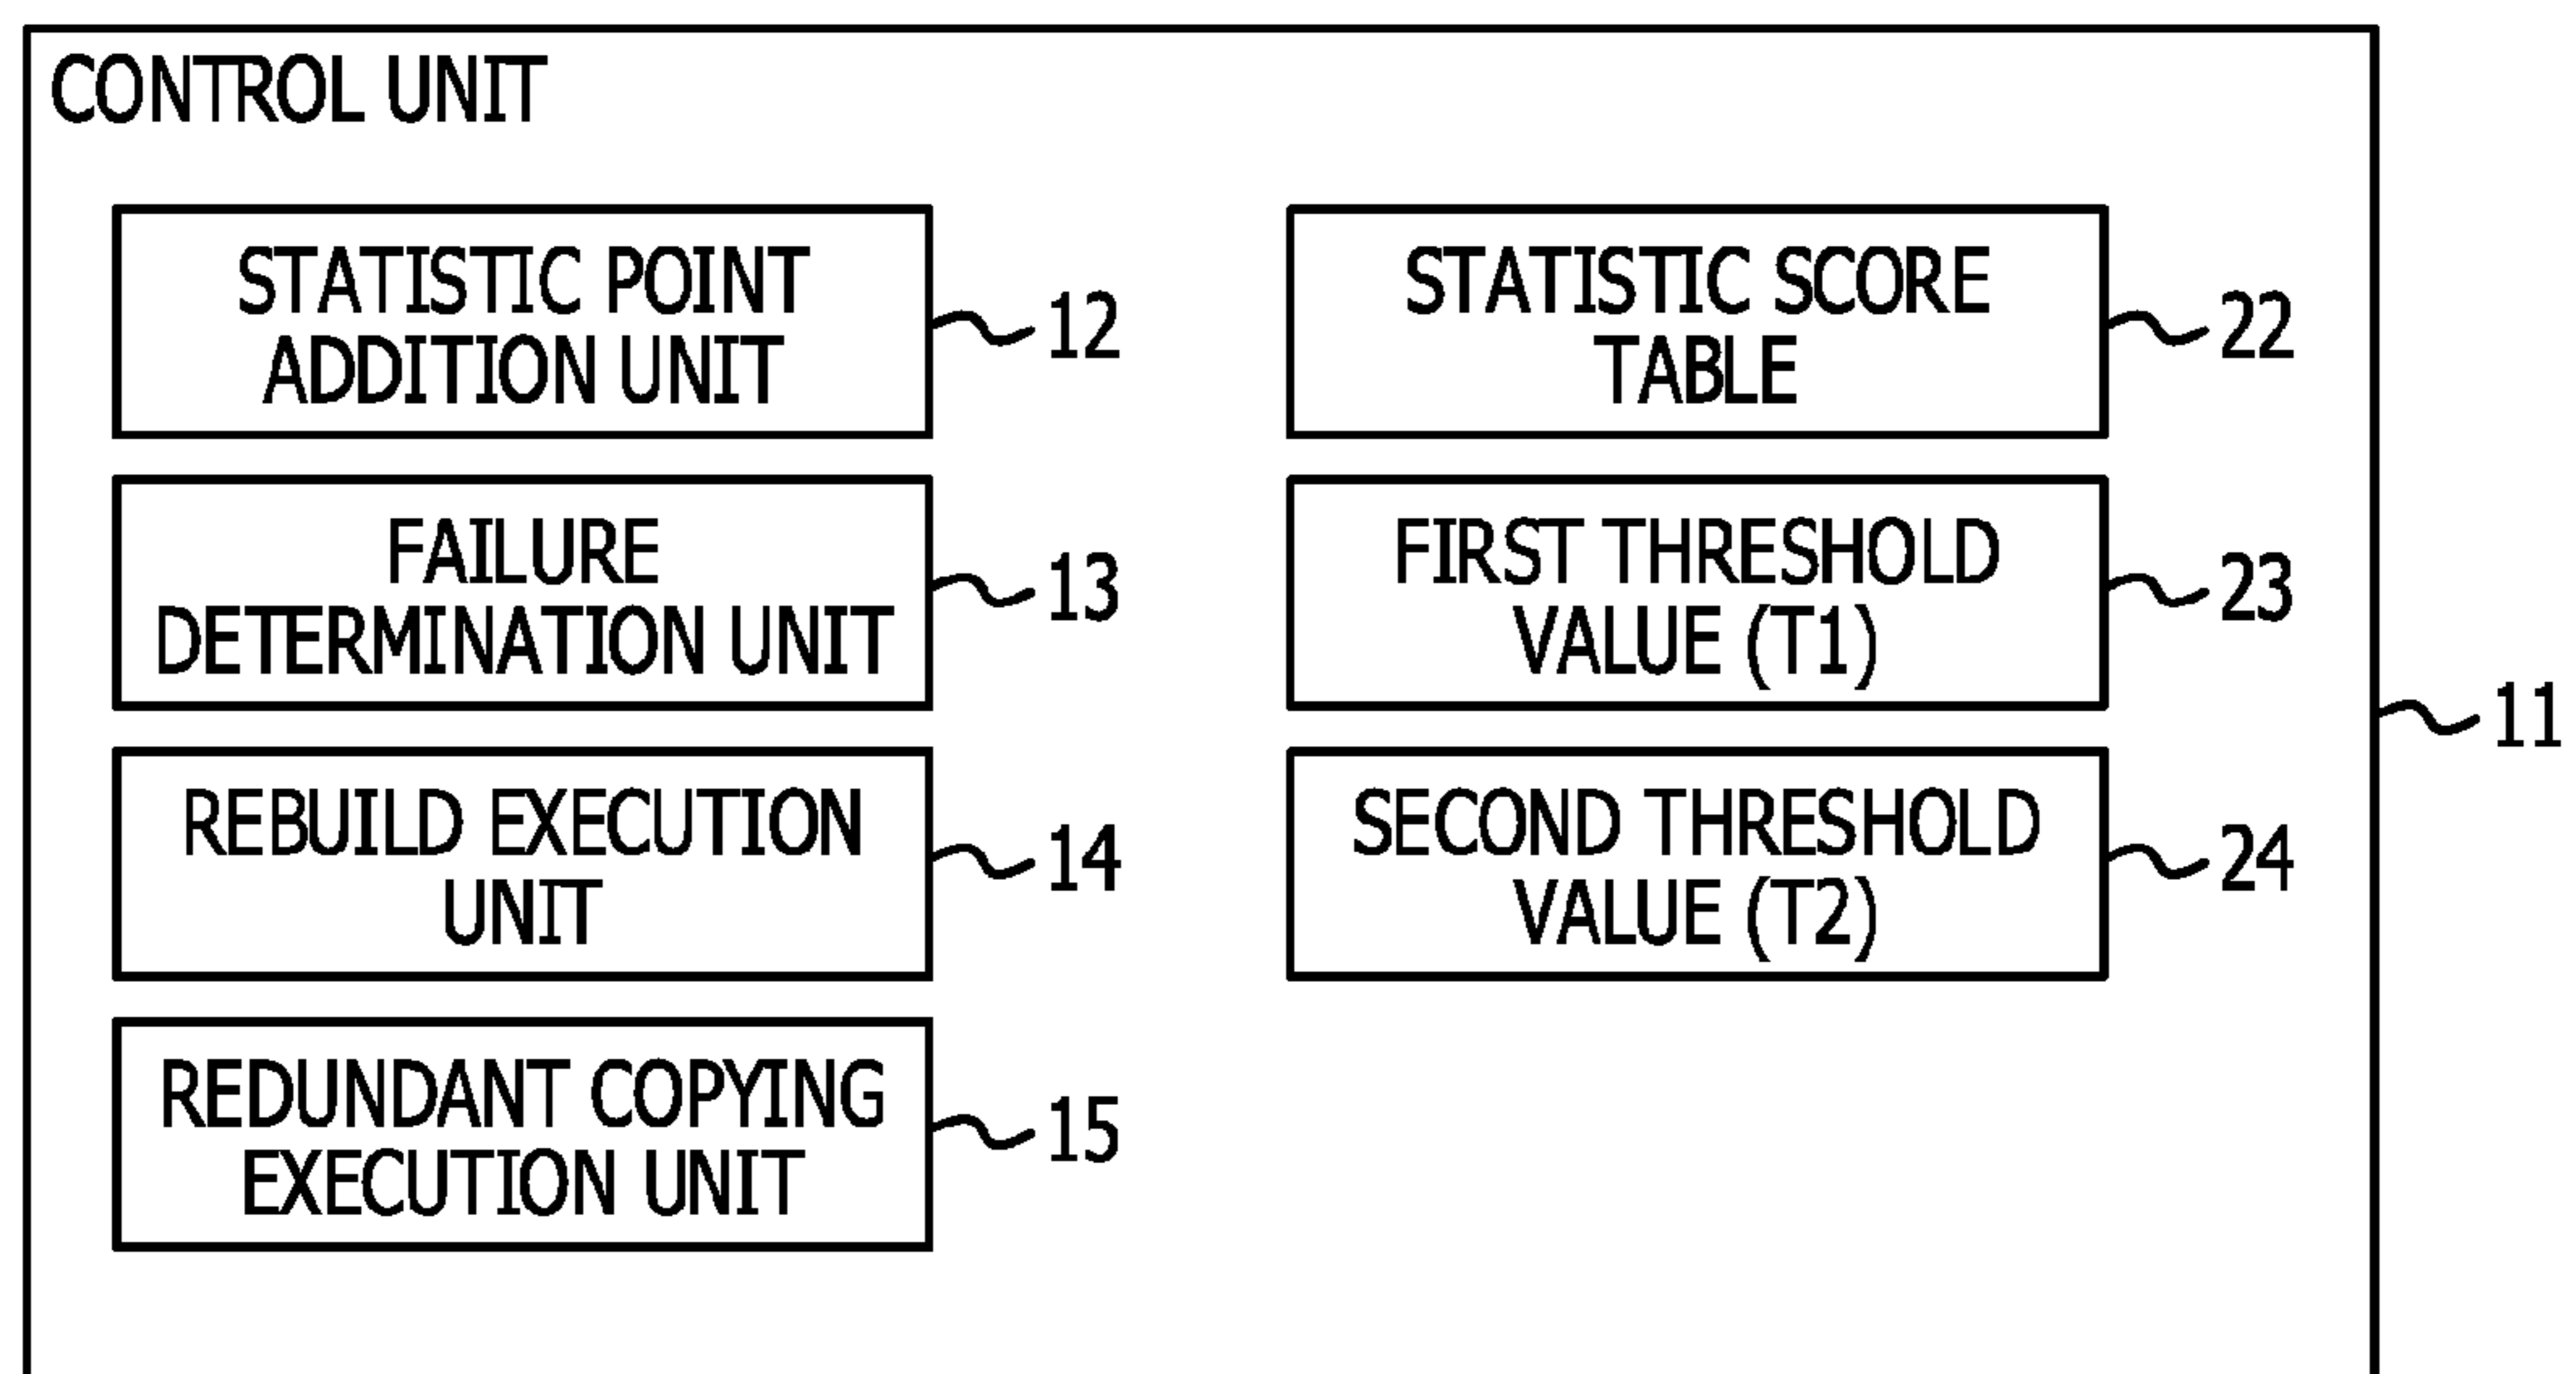 CONTROL UNIT
STATISTIC POINT
ADDITION UNIT
12
FAILURE
DETERMINATION UNIT
13
REBUILD EXECUTION
UNIT
14
REDUNDANT COPYING
EXECUTION UNIT
15
STATISTIC SCORE
TABLE
22
FIRST THRESHOLD
VALUE (T1)
23
SECOND THRESHOLD
VALUE (T2)
24
11